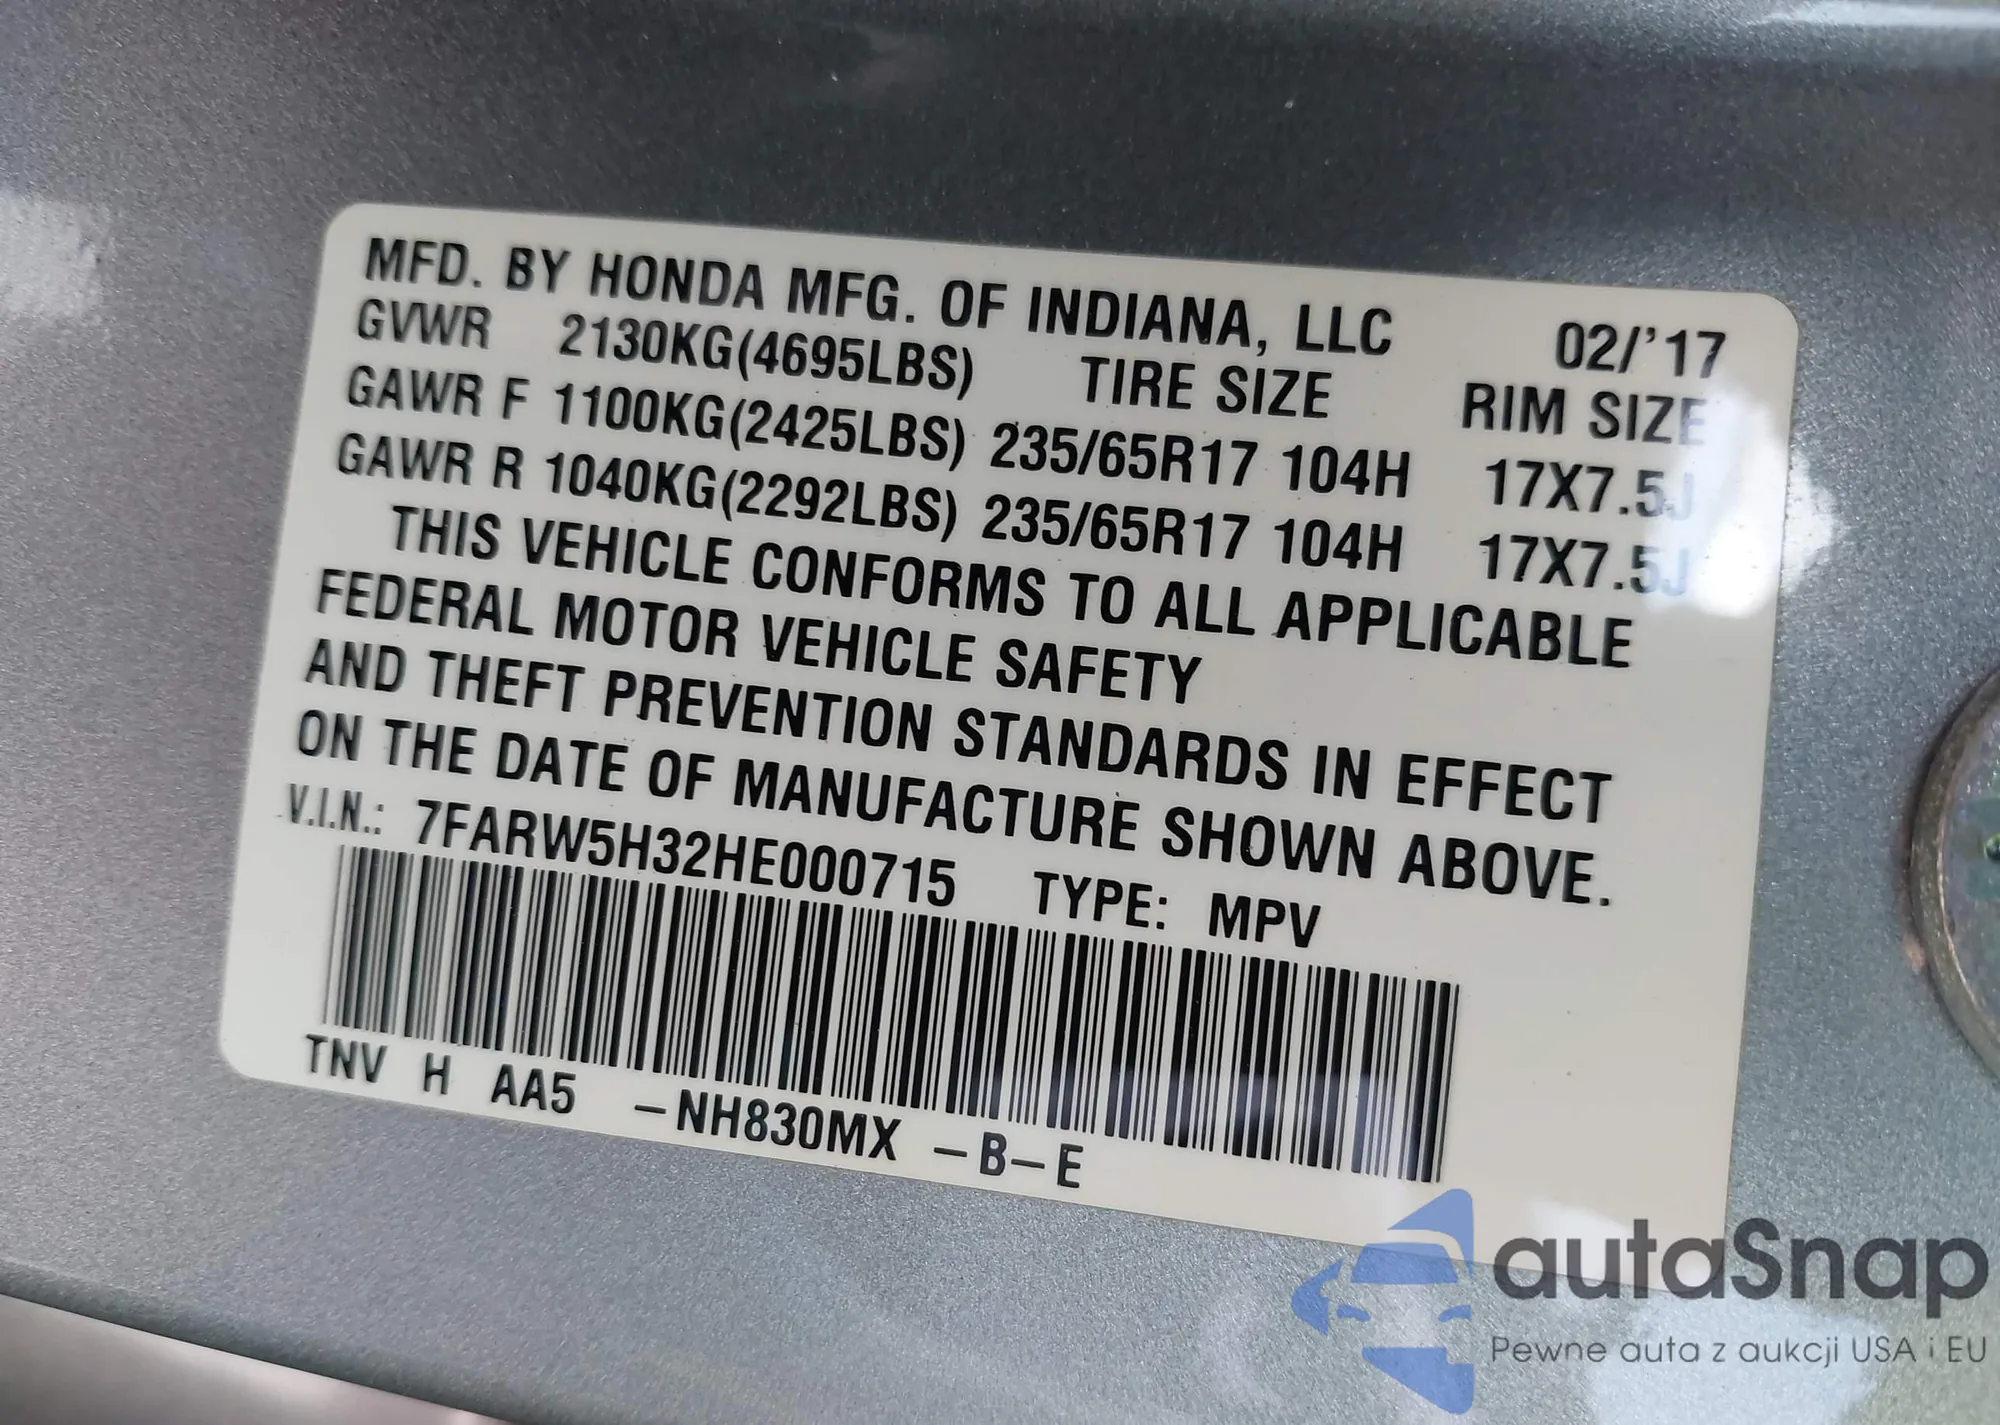 MFD. BY HONDA MFG. OF INDIANA, LLC 02/'17
GVWR 2130KG(4695LBS) TIRE SIZE RIM SIZE
GAWR F 1100KG(2425LBS) 235/65R17 104H 17X7.5J
GAWR R 1040KG(2292LBS) 235/65R17 104H 17X7.5J
THIS VEHICLE CONFORMS TO ALL APPLICABLE
FEDERAL MOTOR VEHICLE SAFETY
AND THEFT PREVENTION STANDARDS IN EFFECT
ON THE DATE OF MANUFACTURE SHOWN ABOVE.
V.I.N.: 7FARW5H32HE000715 TYPE: MPV
TNV H AA5 –NH830MX –B–E
autaSnap
Pewne auta z aukcji USA i EU